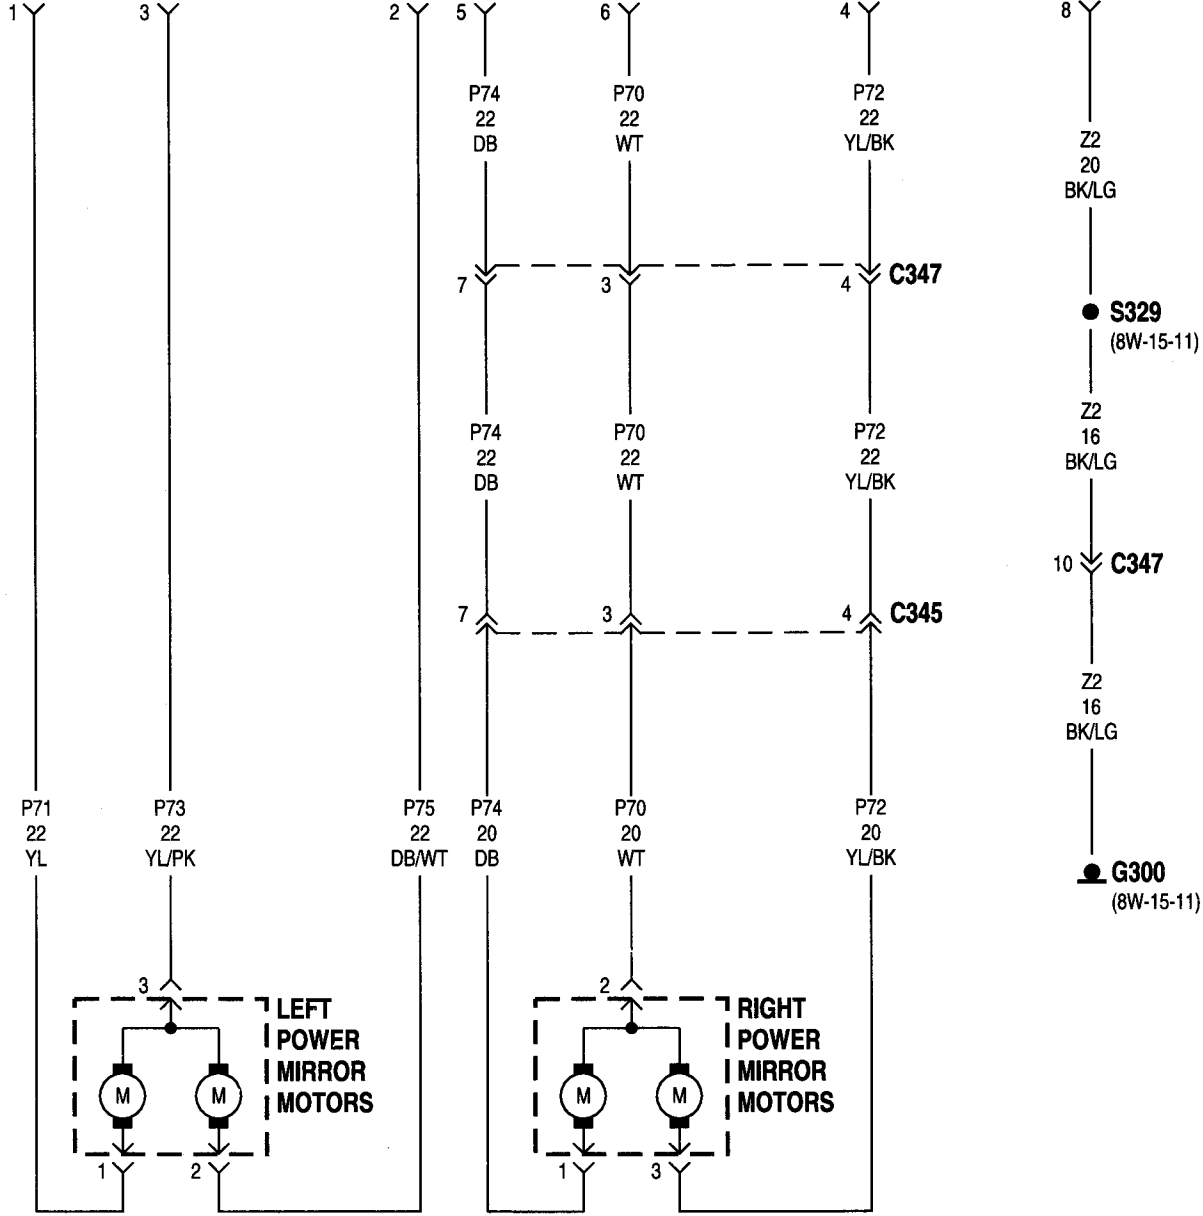 1 3 2 5 6 4 8
P74 P70 P72
22 22 22
DB WT YL/BK
Z2
20
BK/LG
7 3 4 C347
S329
(8W-15-11)
Z2
16
BK/LG
P74 P70 P72
22 22 22
DB WT YL/BK
10 C347
7 3 4 C345
Z2
16
BK/LG
P71 P73 P75 P74 P70 P72
22 22 22 20 20 20
YL YL/PK DB/WT DB WT YL/BK
G300
(8W-15-11)
3 2
LEFT
POWER
MIRROR
MOTORS
M M
RIGHT
POWER
MIRROR
MOTORS
M M
1 2 1 3